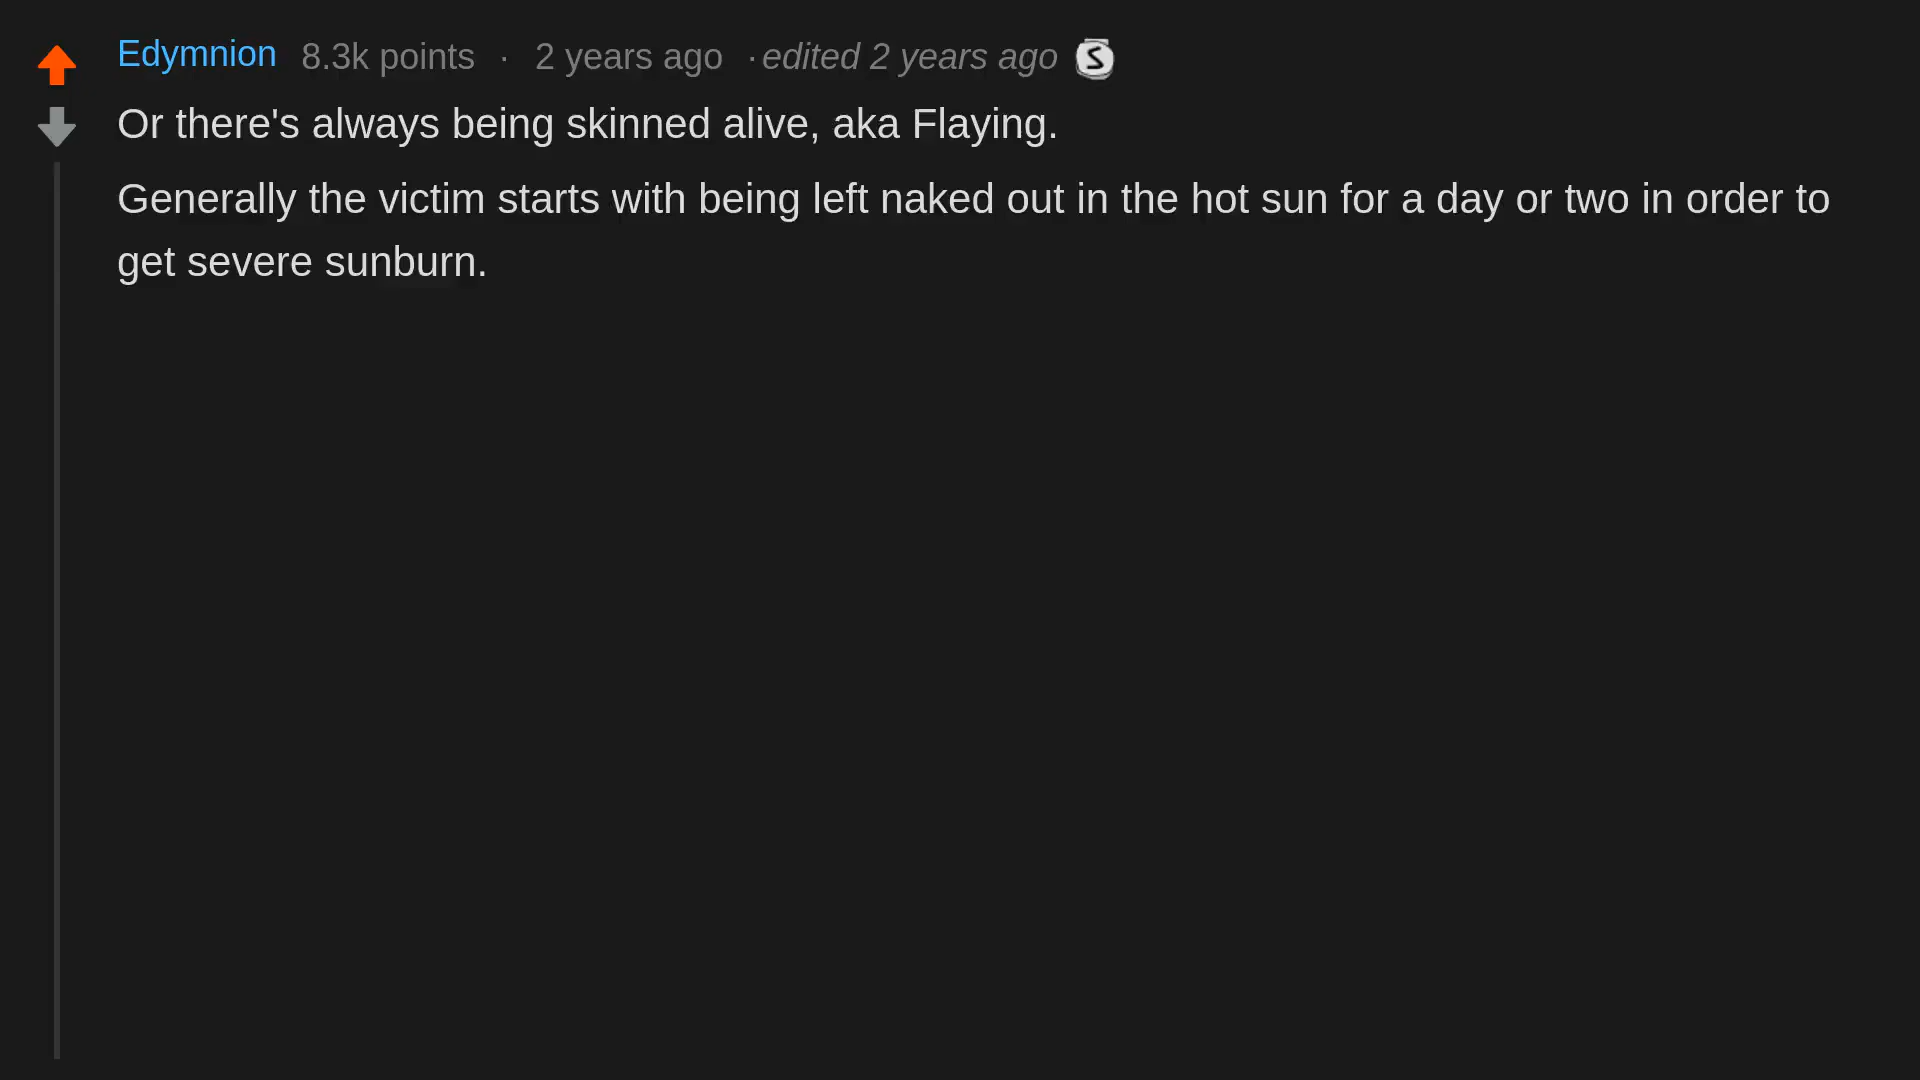 Edymnion 8.3k points · 2 years ago · edited 2 years ago S
Or there's always being skinned alive, aka Flaying.
Generally the victim starts with being left naked out in the hot sun for a day or two in order to
get severe sunburn.